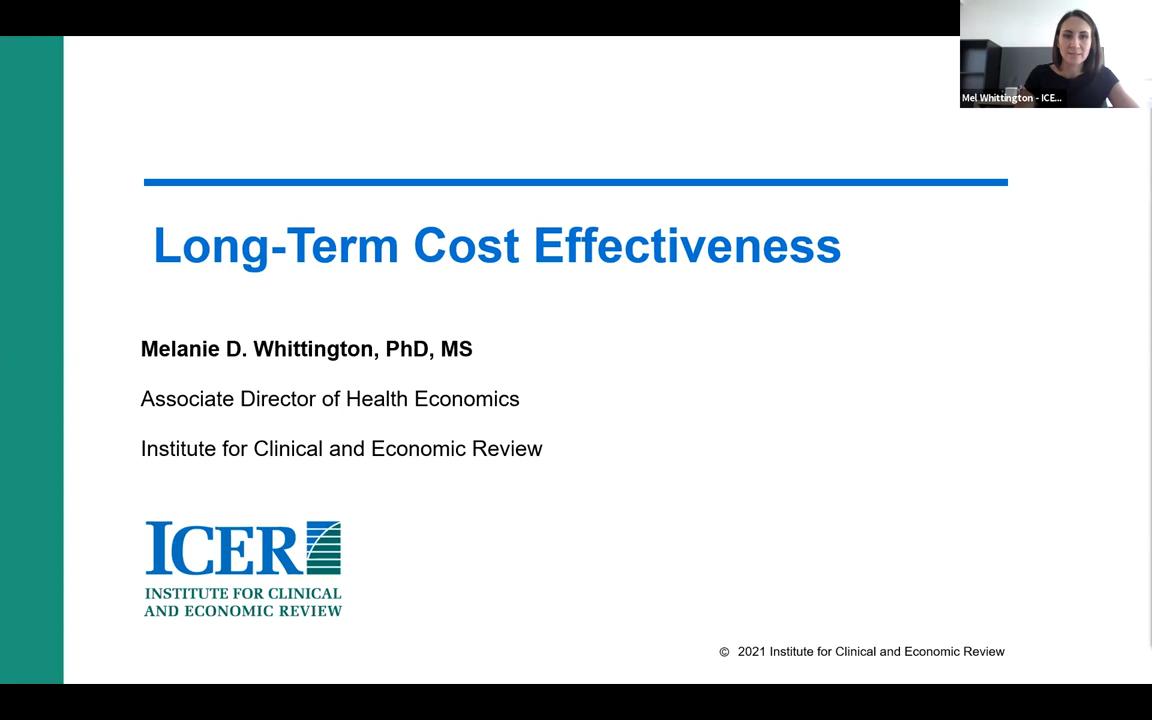 Mel Whittington - ICE...
Long-Term Cost Effectiveness
Melanie D. Whittington, PhD, MS
Associate Director of Health Economics
Institute for Clinical and Economic Review
ICER
INSTITUTE FOR CLINICAL
AND ECONOMIC REVIEW
© 2021 Institute for Clinical and Economic Review